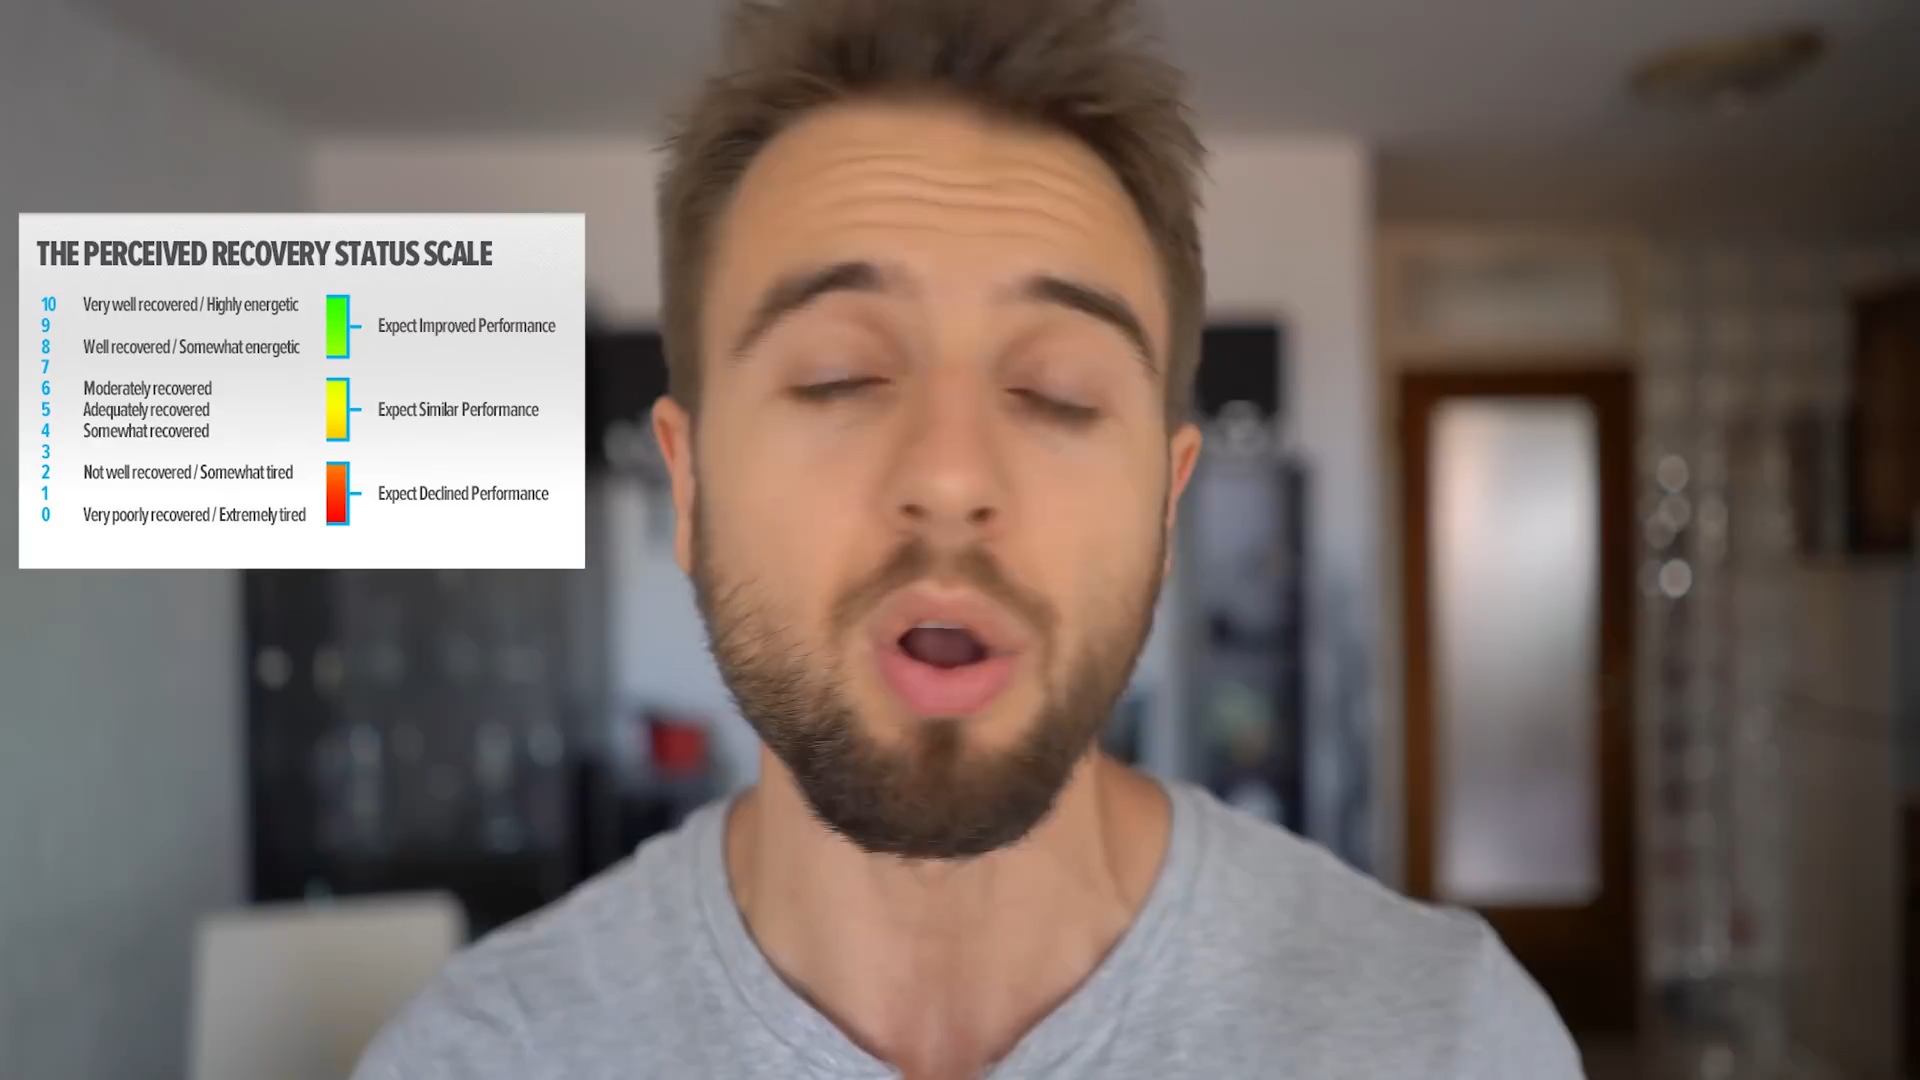 THE PERCEIVED RECOVERY STATUS SCALE
10 Very well recovered / Highly energetic
9 Expect Improved Performance
8 Well recovered / Somewhat energetic
7
6 Moderately recovered
5 Adequately recovered Expect Similar Performance
4 Somewhat recovered
3
2 Not well recovered / Somewhat tired
1 Expect Declined Performance
0 Very poorly recovered / Extremely tired